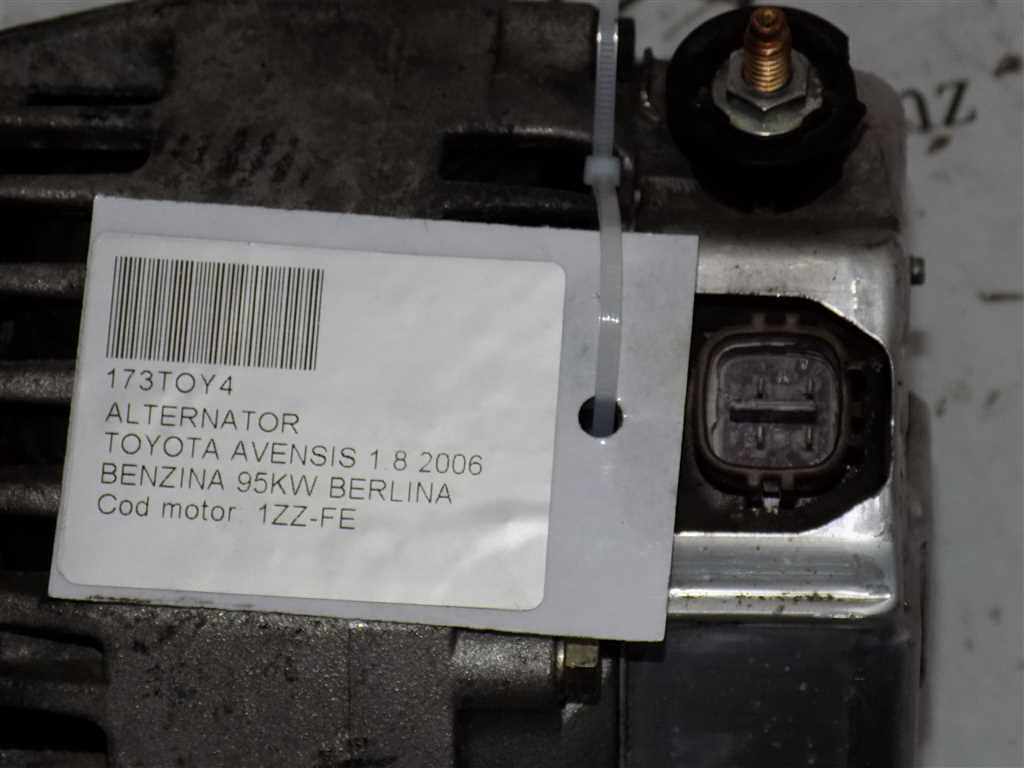 173TOY4
ALTERNATOR
TOYOTA AVENSIS 1.8 2006
BENZINA 95KW BERLINA
Cod motor 1ZZ-FE